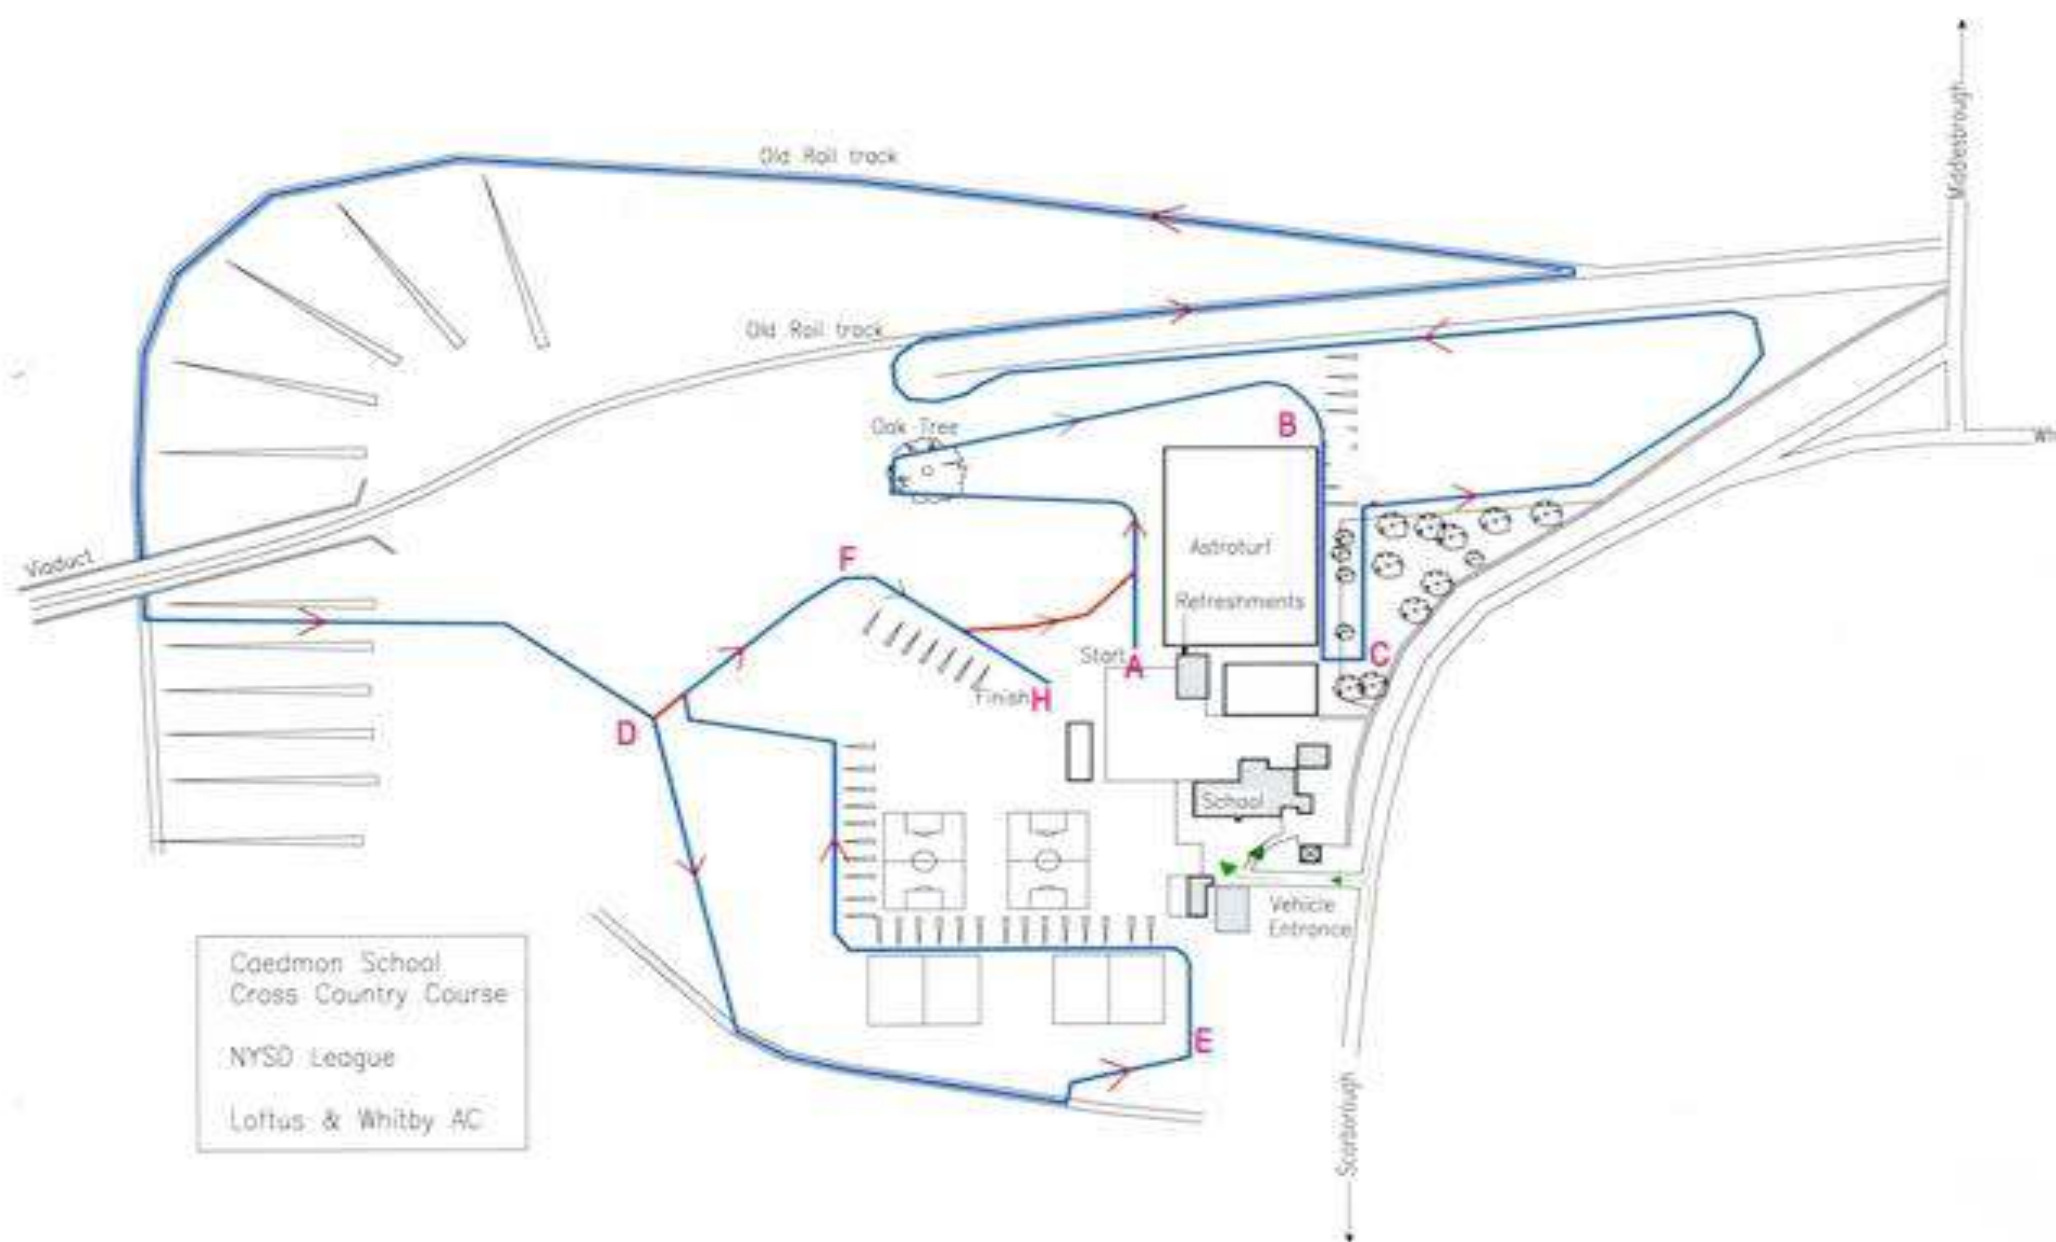 Middlesbrough
Old Rail track
Old Rail track
Oak Tree
B
Viaduct
F
Astroturf
Refreshments
Start
A
C
Finish
H
D
School
Vehicle
Entrance
E
Caedmon School
Cross Country Course
NYSD League
Loftus & Whitby AC
Scarborough